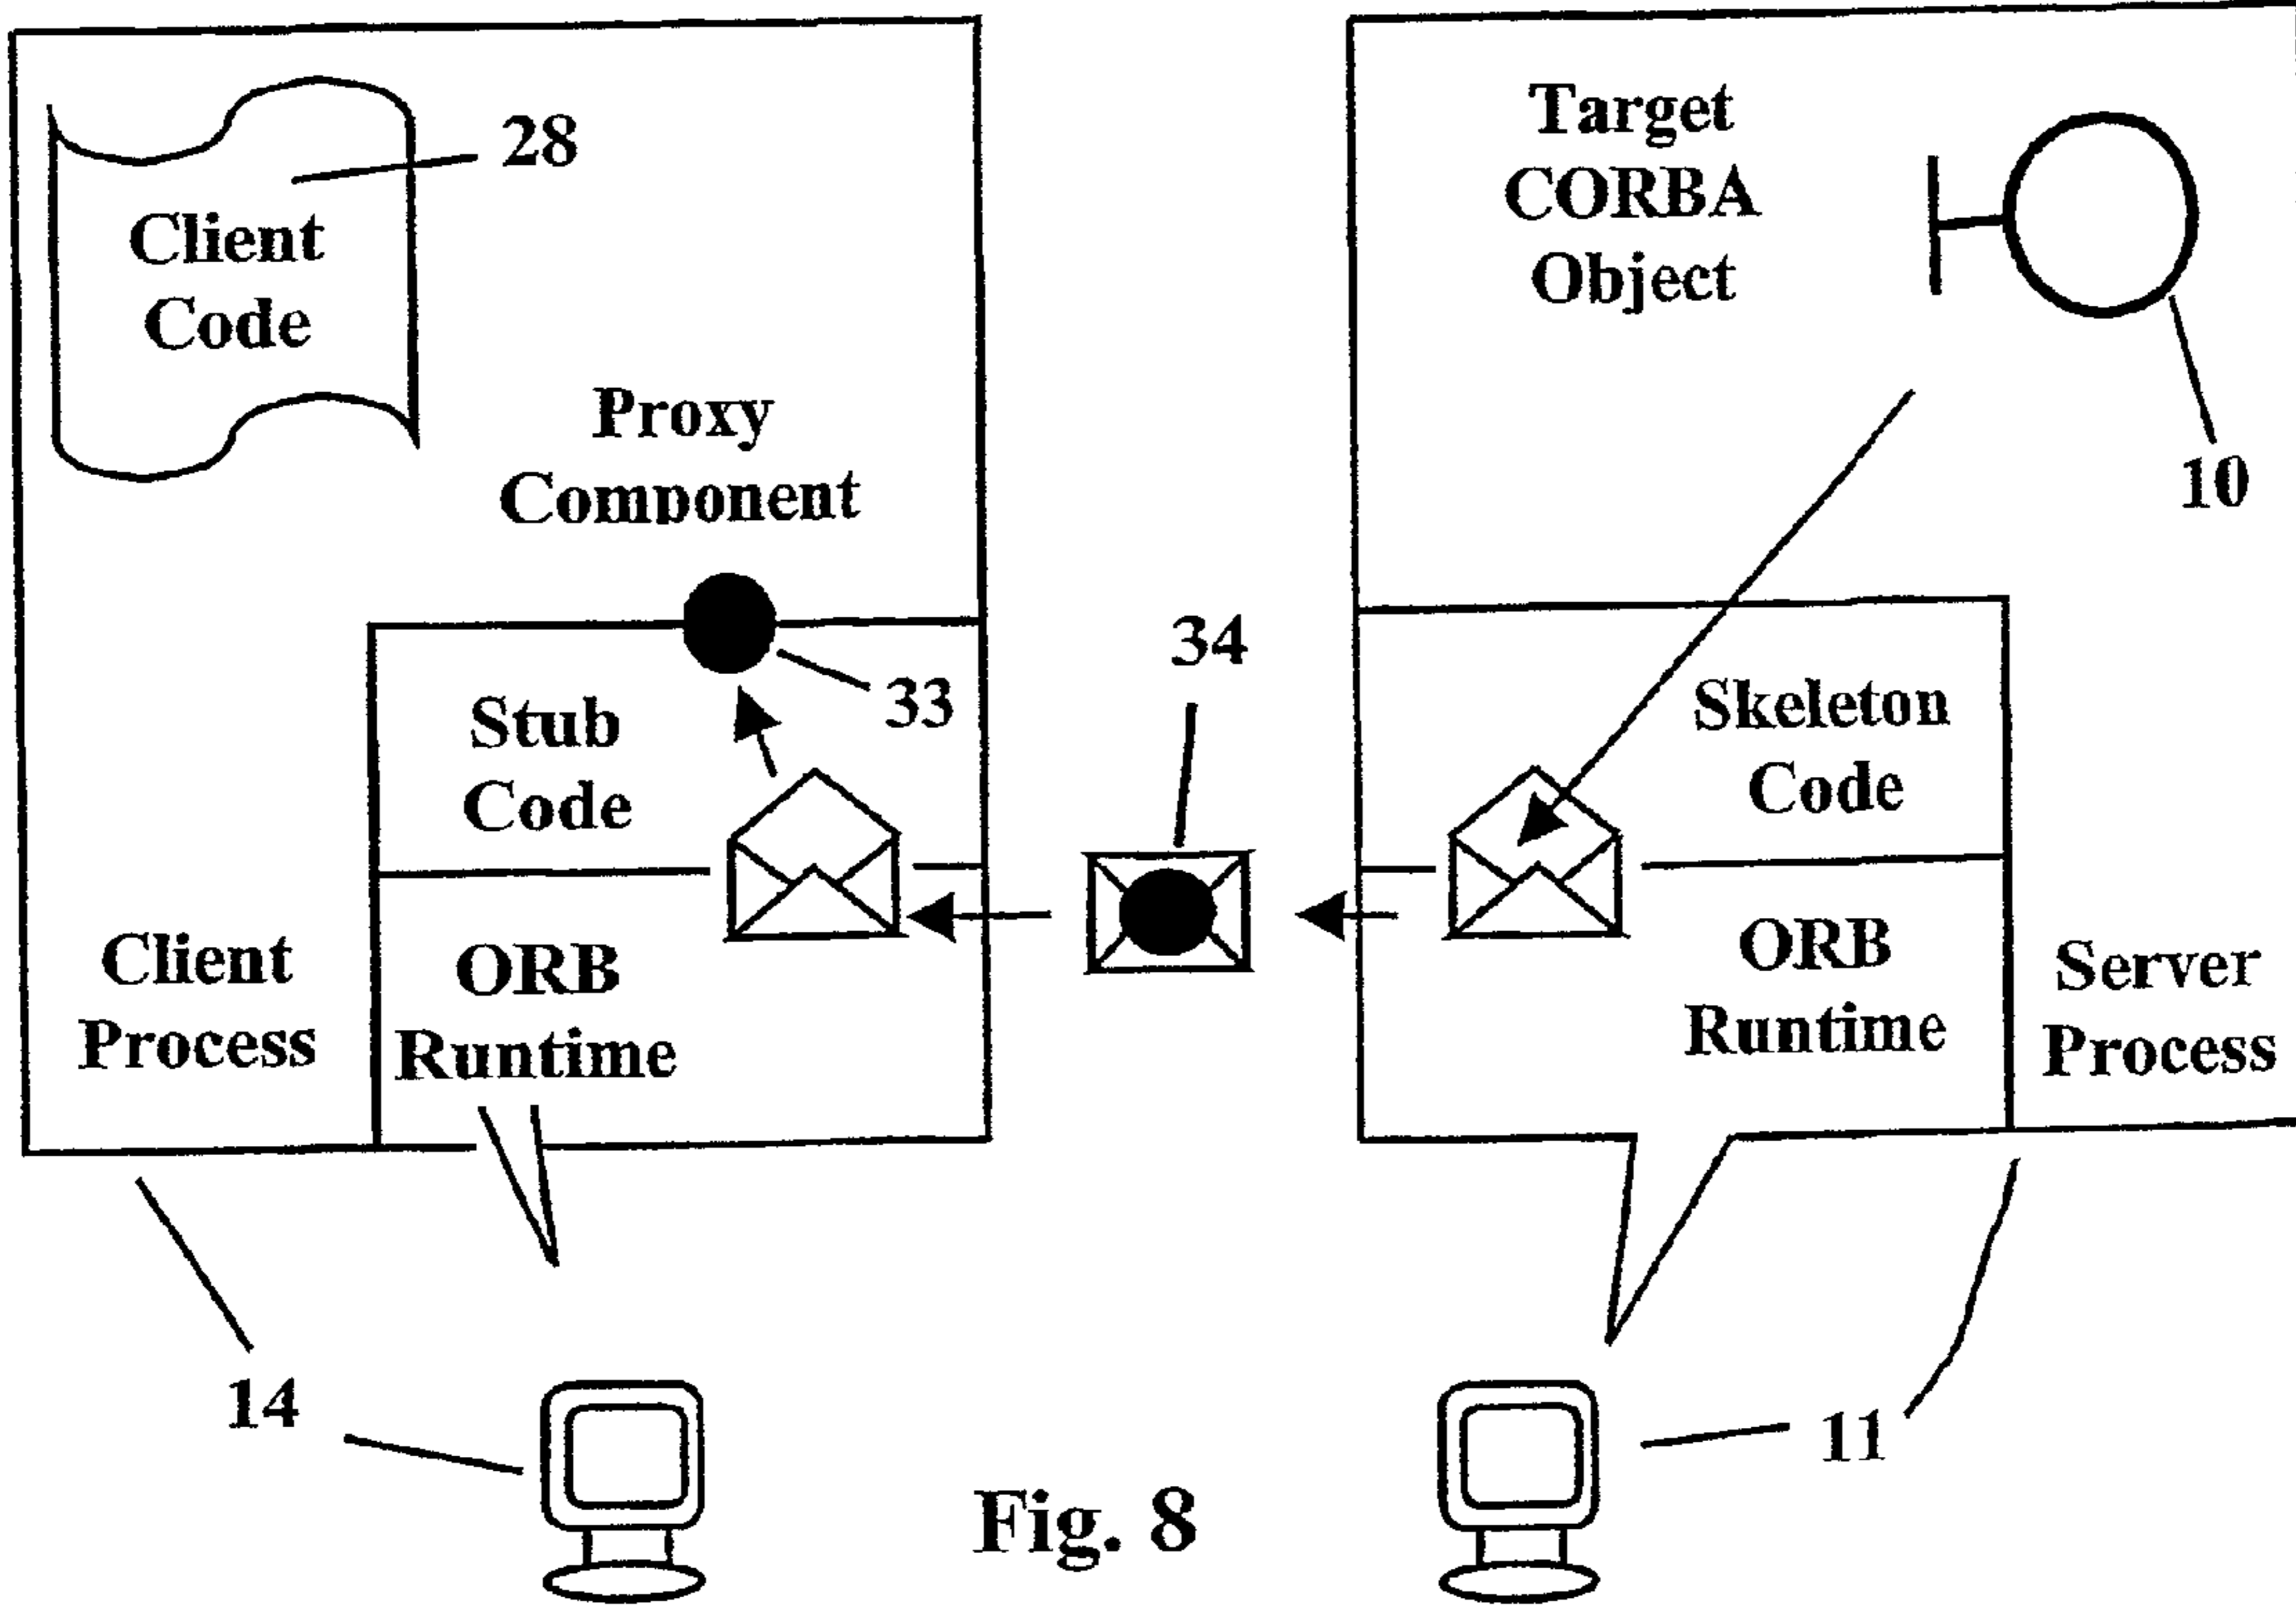 28
Client
Code
Proxy
Component
33
Stub
Code
Client
Process
ORB
Runtime
14
34
Target
CORBA
Object
10
Skeleton
Code
ORB
Runtime
Server
Process
11
Fig. 8